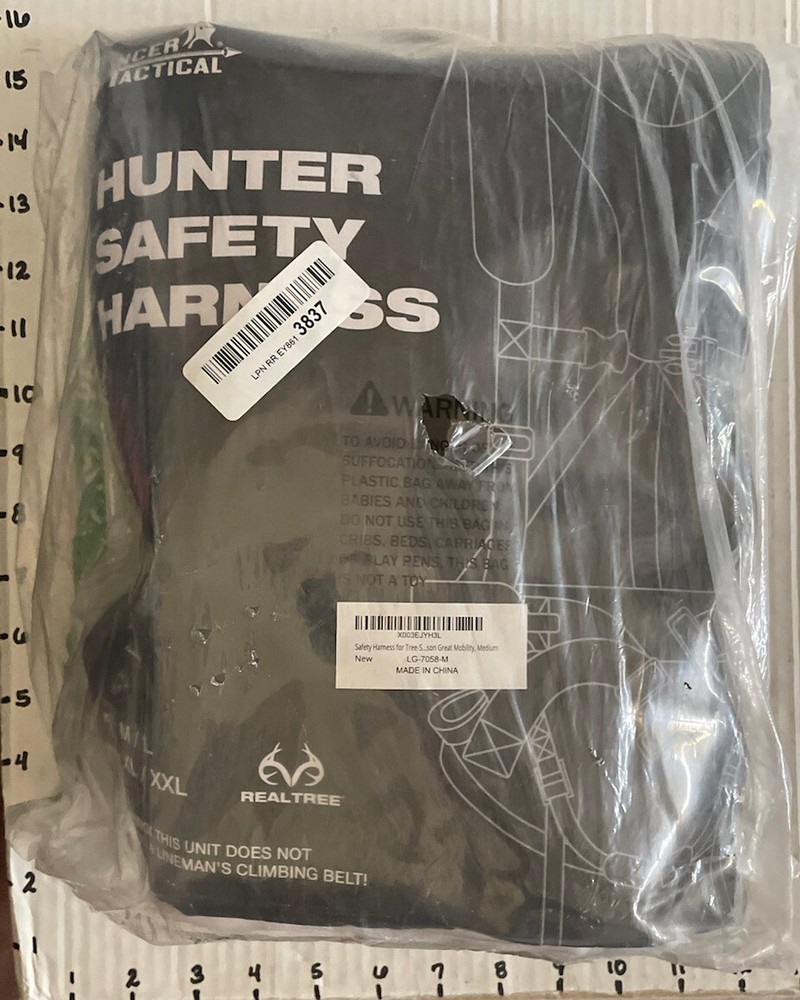 16
15
14
13
12
11
10
9
8
6
5
4
2
1
TACTICAL
HUNTER
SAFETY
LPN RR EY861 3837
WARNING
TO AVOID
SUFFOCATION
PLASTIC BAG AWAY FROM
BABIES AND CHILDREN
DO NOT USE THIS BAG IN
CRIBS, BEDS, CARRIAGES
OR PLAY PENS. THIS BAG
IS NOT A TOY
X003EJYH3L
Safety Harness for Tree-S...son Great Mobility, Medium
New LG-7058-M
MADE IN CHINA
M/L
XL/XXL
REALTREE
THIS UNIT DOES NOT
LINEMAN'S CLIMBING BELT!
1 2 3 4 5 6 7 8 9 10 11 12